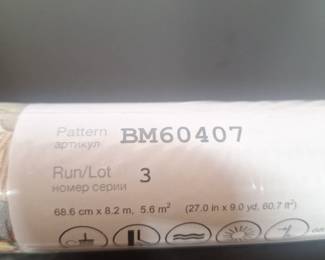 Pattern BM60407
артикул
Run/Lot 3
номер серии
68.6 cm x 8.2 m, 5.6 m² (27.0 in x 9.0 yd, 60.7 ft²)